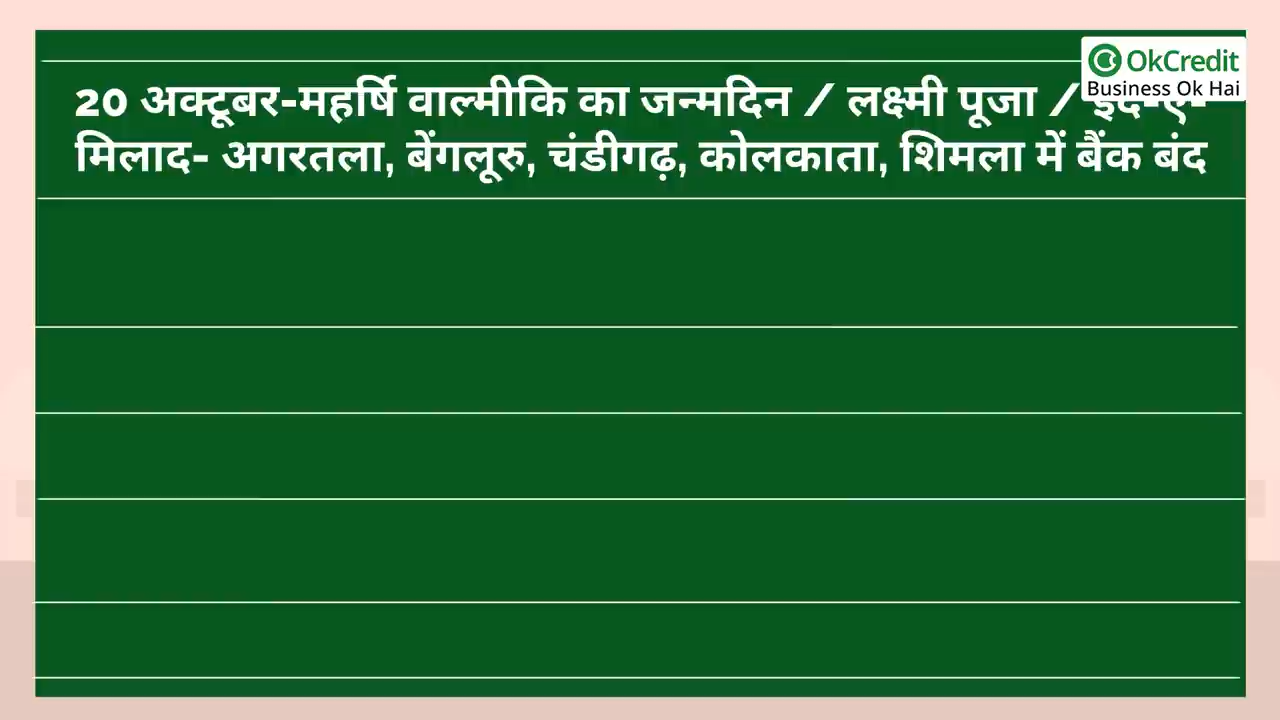 OkCredit
Business Ok Hai
20 अक्टूबर-महर्षि वाल्मीकि का जन्मदिन / लक्ष्मी पूजा /
मिलाद- अगरतला, बेंगलूरु, चंडीगढ़, कोलकाता, शिमला में बैंक बंद